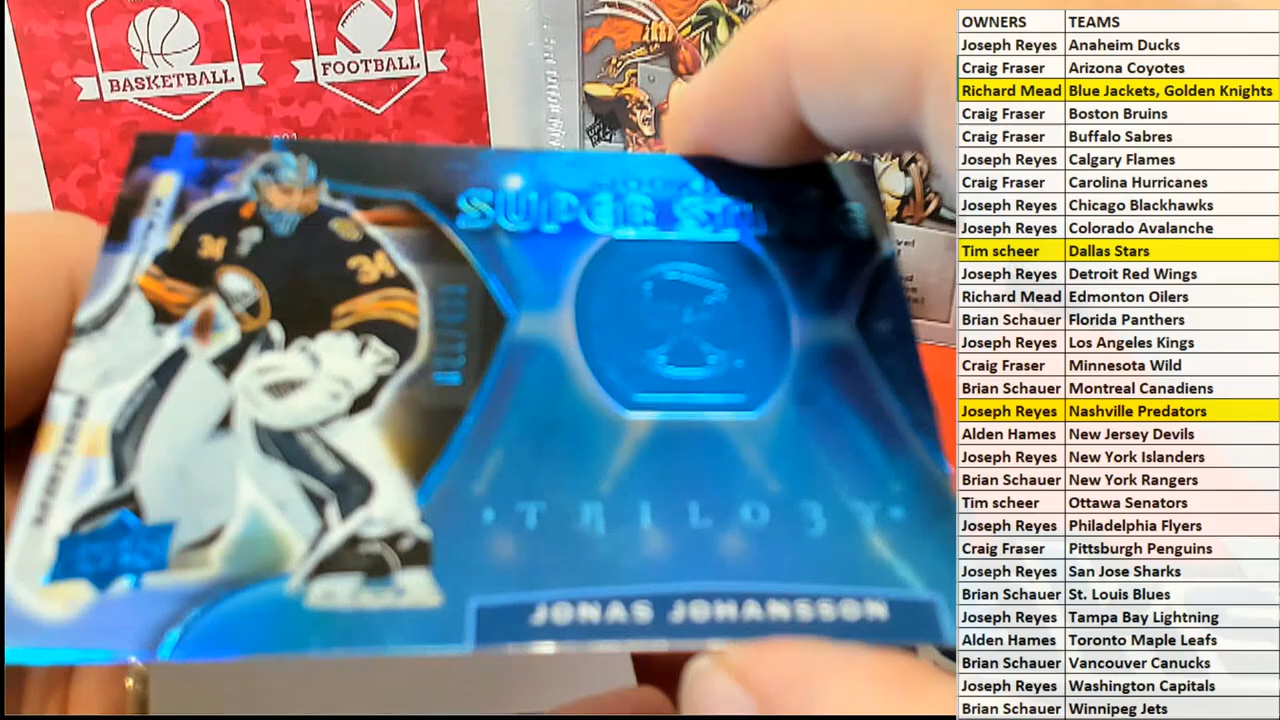 BASKETBALL
FOOTBALL
SUPER
34
34
TRILOGY
JONAS JOHANSSON
OWNERS TEAMS
Joseph Reyes Anaheim Ducks
Craig Fraser Arizona Coyotes
Richard Mead Blue Jackets, Golden Knights
Craig Fraser Boston Bruins
Craig Fraser Buffalo Sabres
Joseph Reyes Calgary Flames
Craig Fraser Carolina Hurricanes
Joseph Reyes Chicago Blackhawks
Joseph Reyes Colorado Avalanche
Tim scheer Dallas Stars
Joseph Reyes Detroit Red Wings
Richard Mead Edmonton Oilers
Brian Schauer Florida Panthers
Joseph Reyes Los Angeles Kings
Craig Fraser Minnesota Wild
Brian Schauer Montreal Canadiens
Joseph Reyes Nashville Predators
Alden Hames New Jersey Devils
Joseph Reyes New York Islanders
Brian Schauer New York Rangers
Tim scheer Ottawa Senators
Joseph Reyes Philadelphia Flyers
Craig Fraser Pittsburgh Penguins
Joseph Reyes San Jose Sharks
Brian Schauer St. Louis Blues
Joseph Reyes Tampa Bay Lightning
Alden Hames Toronto Maple Leafs
Brian Schauer Vancouver Canucks
Joseph Reyes Washington Capitals
Brian Schauer Winnipeg Jets